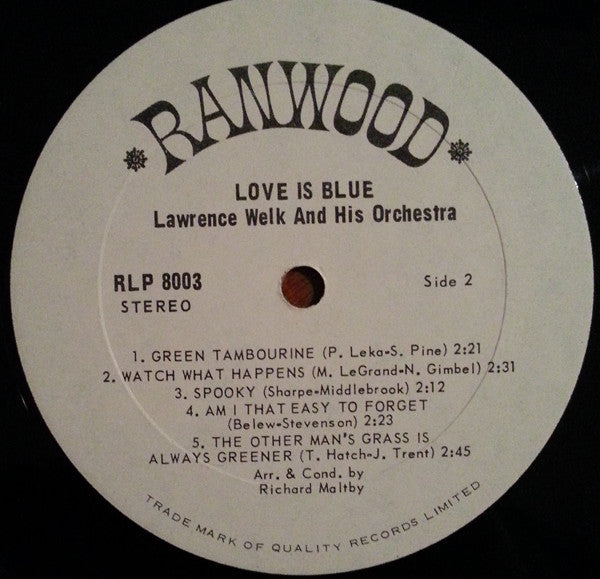 RANWOOD
LOVE IS BLUE
Lawrence Welk And His Orchestra
RLP 8003
Side 2
STEREO
1. GREEN TAMBOURINE (P. Leka-S. Pine) 2:21
2. WATCH WHAT HAPPENS (M. LeGrand-N. Gimbel) 2:31
3. SPOOKY (Sharpe-Middlebrook) 2:12
4. AM I THAT EASY TO FORGET
(Belew-Stevenson) 2:23
5. THE OTHER MAN'S GRASS IS
ALWAYS GREENER (T. Hatch-J. Trent) 2:45
Arr. & Cond. by
Richard Maltby
TRADE MARK OF QUALITY RECORDS LIMITED